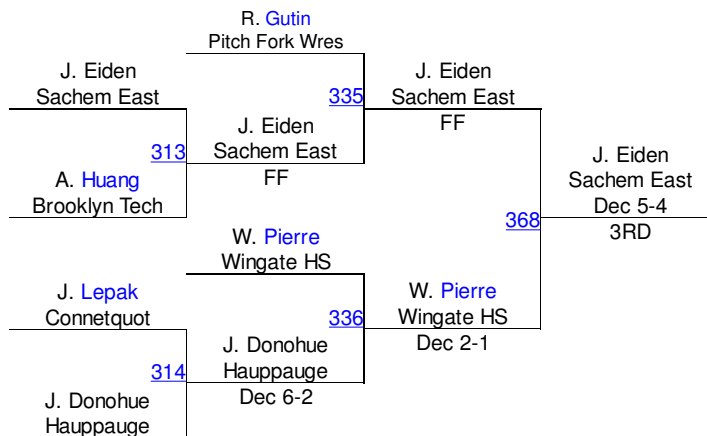 R. Gutin
Pitch Fork Wres
J. Eiden
Sachem East
335
J. Eiden
Sachem East
FF
313
J. Eiden
Sachem East
FF
A. Huang
Brooklyn Tech
J. Eiden
Sachem East
Dec 5-4
3RD
368
W. Pierre
Wingate HS
J. Lepak
Connetquot
336
W. Pierre
Wingate HS
Dec 2-1
314
J. Donohue
Hauppauge
Dec 6-2
J. Donohue
Hauppauge